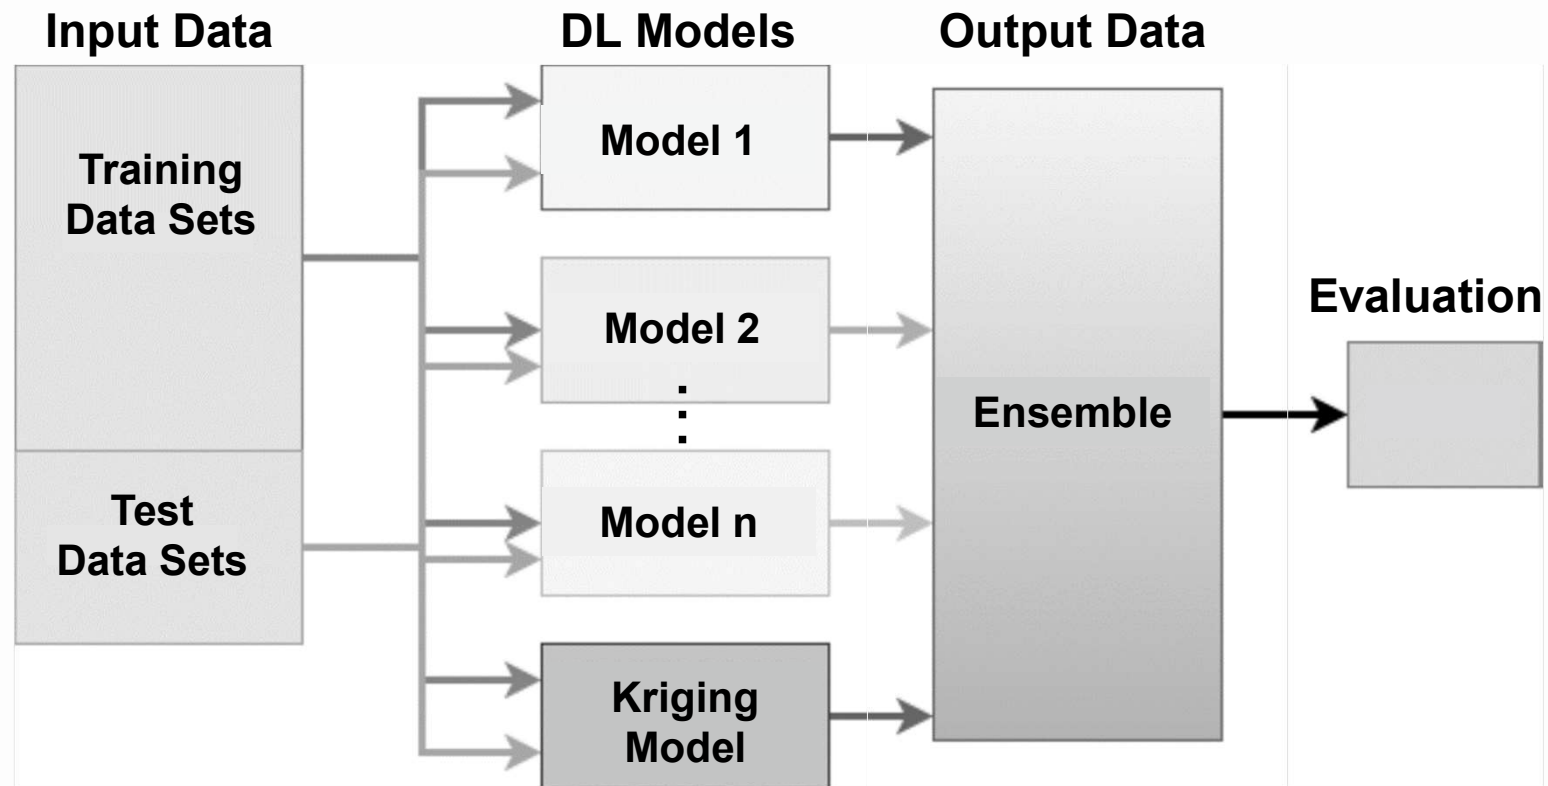 Input Data
DL Models
Output Data
Training
Data Sets
Test
Data Sets
Model 1
Model 2
⋮
Model n
Kriging
Model
Ensemble
Evaluation